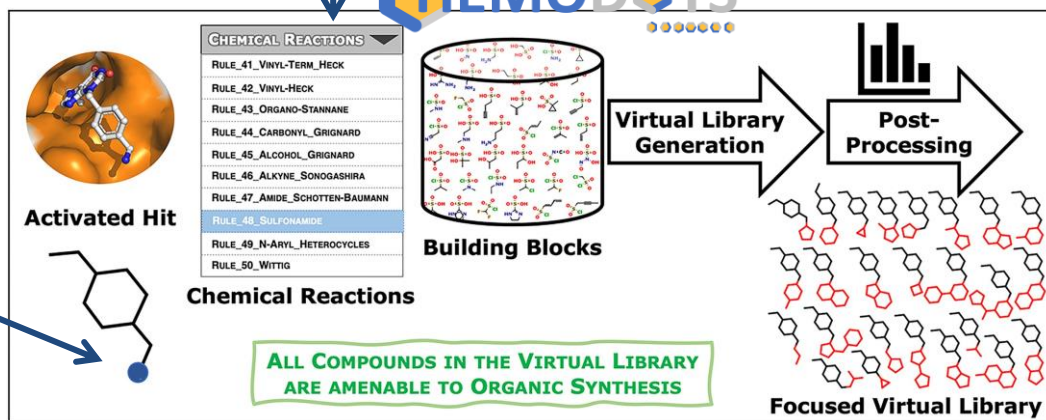 HEMODOTS
CHEMICAL REACTIONS
RULE_41_VINYL-TERM_HECK
RULE_42_VINYL-HECK
RULE_43_ORGANO-STANNANE
RULE_44_CARBONYL_GRIGNARD
RULE_45_ALCOHOL_GRIGNARD
RULE_46_ALKYNE_SONOGASHIRA
RULE_47_AMIDE_SCHOTTEN-BAUMANN
RULE_48_SULFONAMIDE
RULE_49_N-ARYL_HETEROCYCLES
RULE_50_WITTIG
Activated Hit
Chemical Reactions
Building Blocks
Virtual Library
Generation
Post-
Processing
ALL COMPOUNDS IN THE VIRTUAL LIBRARY
ARE AMENABLE TO ORGANIC SYNTHESIS
Focused Virtual Library